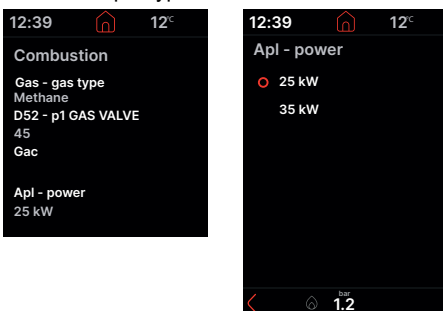 12:39 12°C
Combustion
Gas - gas type
Methane
D52 - p1 GAS VALVE
45
Gac
Apl - power
25 kW
12:39 12°C
Apl - power
25 kW
35 kW
bar
1.2